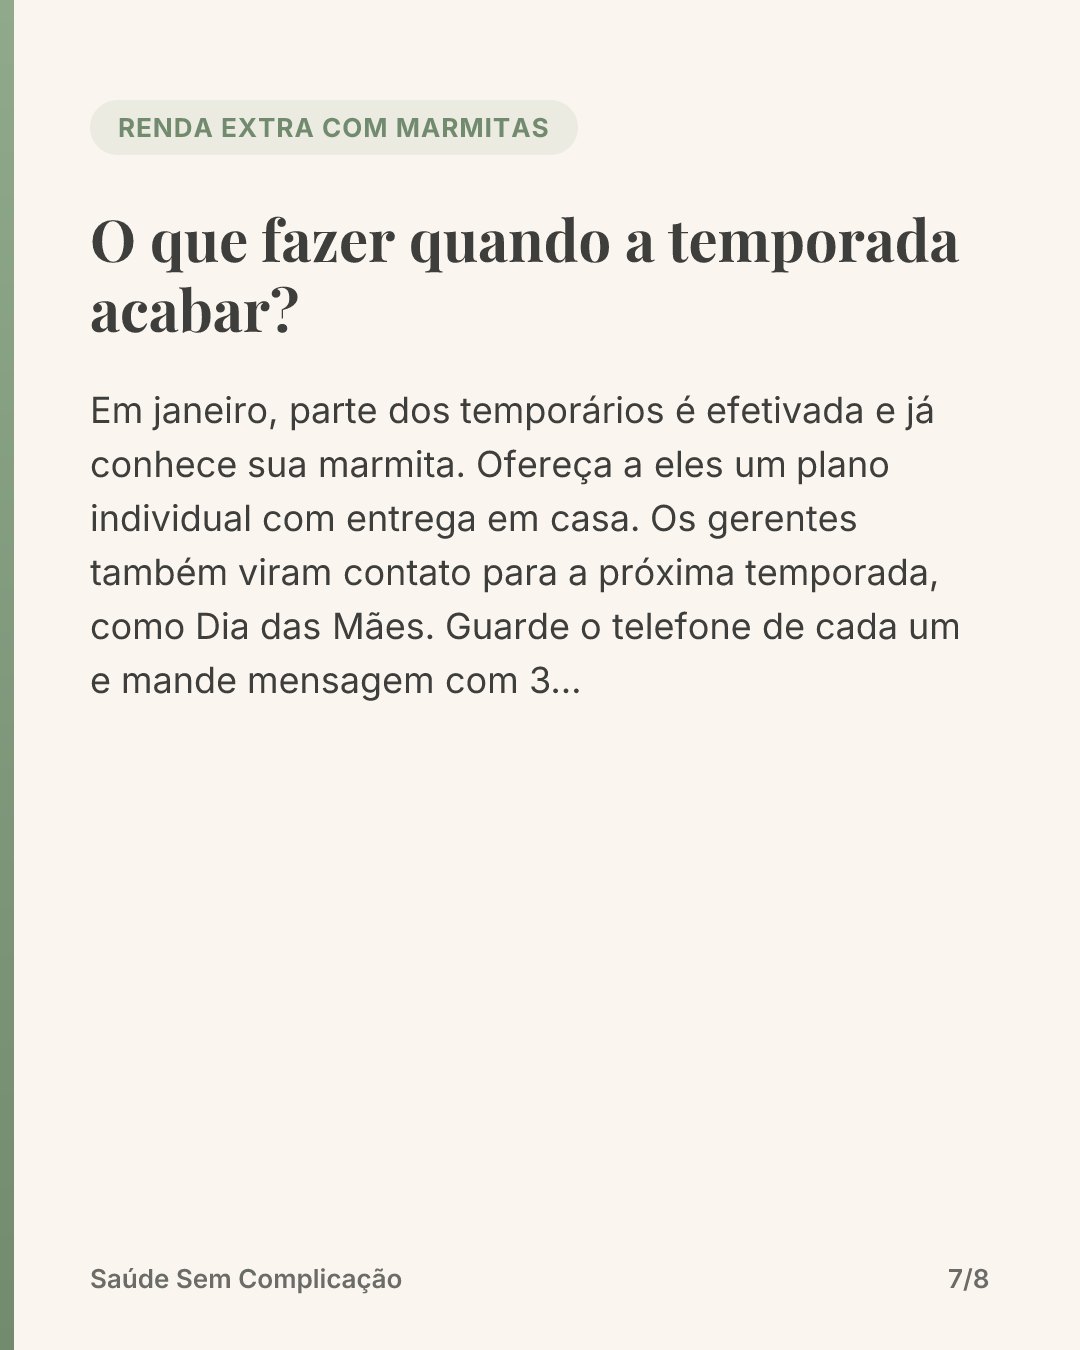 RENDA EXTRA COM MARMITAS
O que fazer quando a temporada
acabar?
Em janeiro, parte dos temporários é efetivada e já
conhece sua marmita. Ofereça a eles um plano
individual com entrega em casa. Os gerentes
também viram contato para a próxima temporada,
como Dia das Mães. Guarde o telefone de cada um
e mande mensagem com 3...
Saúde Sem Complicação
7/8